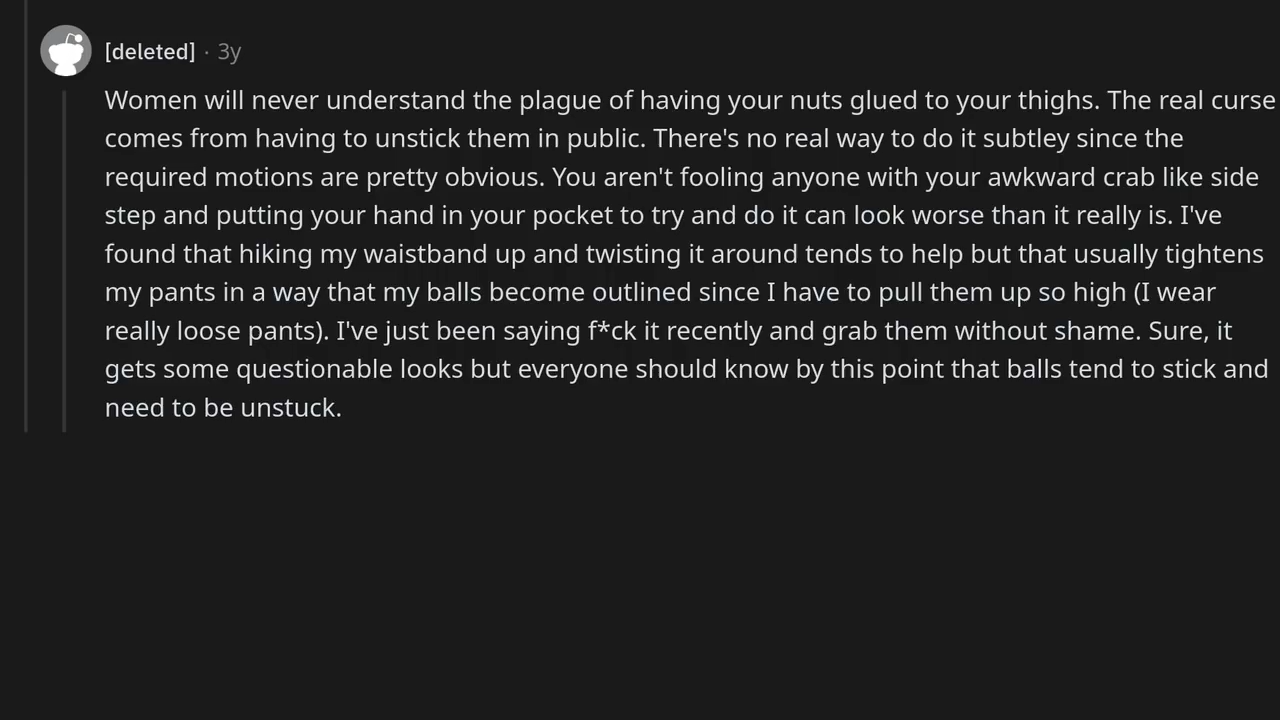 [deleted] · 3y
Women will never understand the plague of having your nuts glued to your thighs. The real curse
comes from having to unstick them in public. There's no real way to do it subtley since the
required motions are pretty obvious. You aren't fooling anyone with your awkward crab like side
step and putting your hand in your pocket to try and do it can look worse than it really is. I've
found that hiking my waistband up and twisting it around tends to help but that usually tightens
my pants in a way that my balls become outlined since I have to pull them up so high (I wear
really loose pants). I've just been saying f*ck it recently and grab them without shame. Sure, it
gets some questionable looks but everyone should know by this point that balls tend to stick and
need to be unstuck.